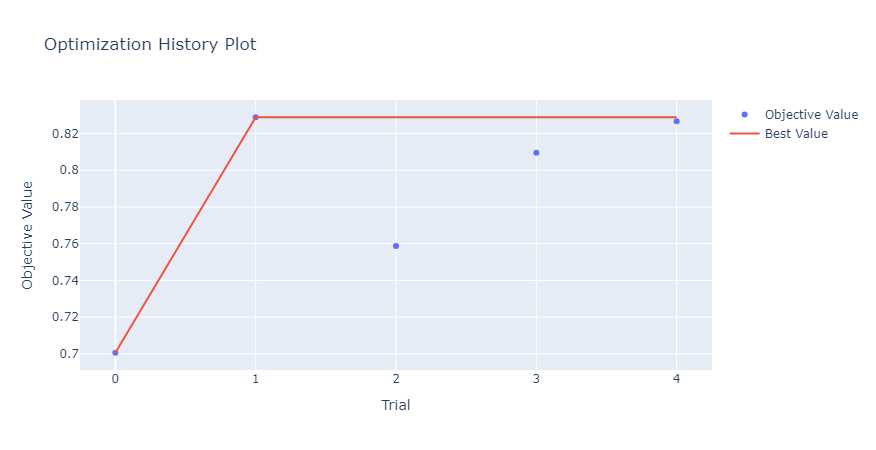 Optimization History Plot
Objective Value
Best Value
0.82
0.8
0.78
0.76
0.74
0.72
0.7
Objective Value
0 1 2 3 4
Trial